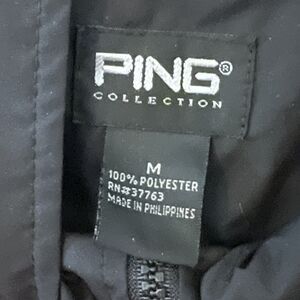 PING®
COLLECTION
M
100% POLYESTER
RN#37763
MADE IN PHILIPPINES